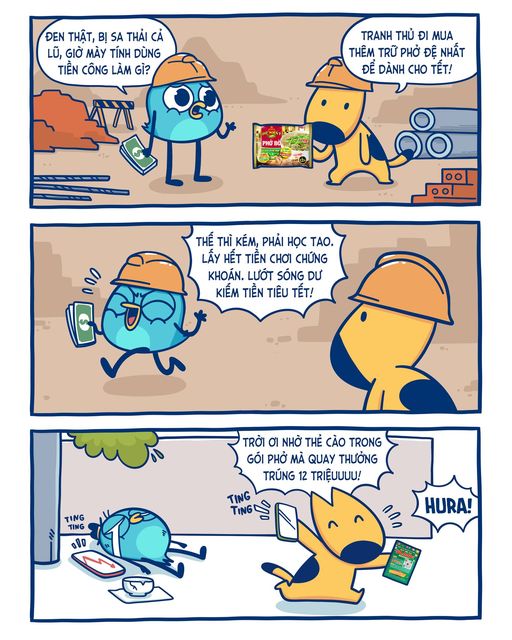 ĐEN THẬT, BỊ SA THẢI CẢ
LŨ, GIỜ MÀY TÍNH DÙNG
TIỀN CÔNG LÀM GÌ?
TRANH THỦ ĐI MUA
THÊM TRỮ PHỞ ĐỆ NHẤT
ĐỂ DÀNH CHO TẾT!
PHỞ BÒ
THẾ THÌ KÉM, PHẢI HỌC TAO.
LẤY HẾT TIỀN CHƠI CHỨNG
KHOÁN. LƯỚT SÓNG DƯ
KIẾM TIỀN TIÊU TẾT!
TRỜI ƠI NHỜ THẺ CÀO TRONG
GÓI PHỞ MÀ QUAY THƯỞNG
TRÚNG 12 TRIỆUUUU!
TING
TING
HURA!
TING
TING